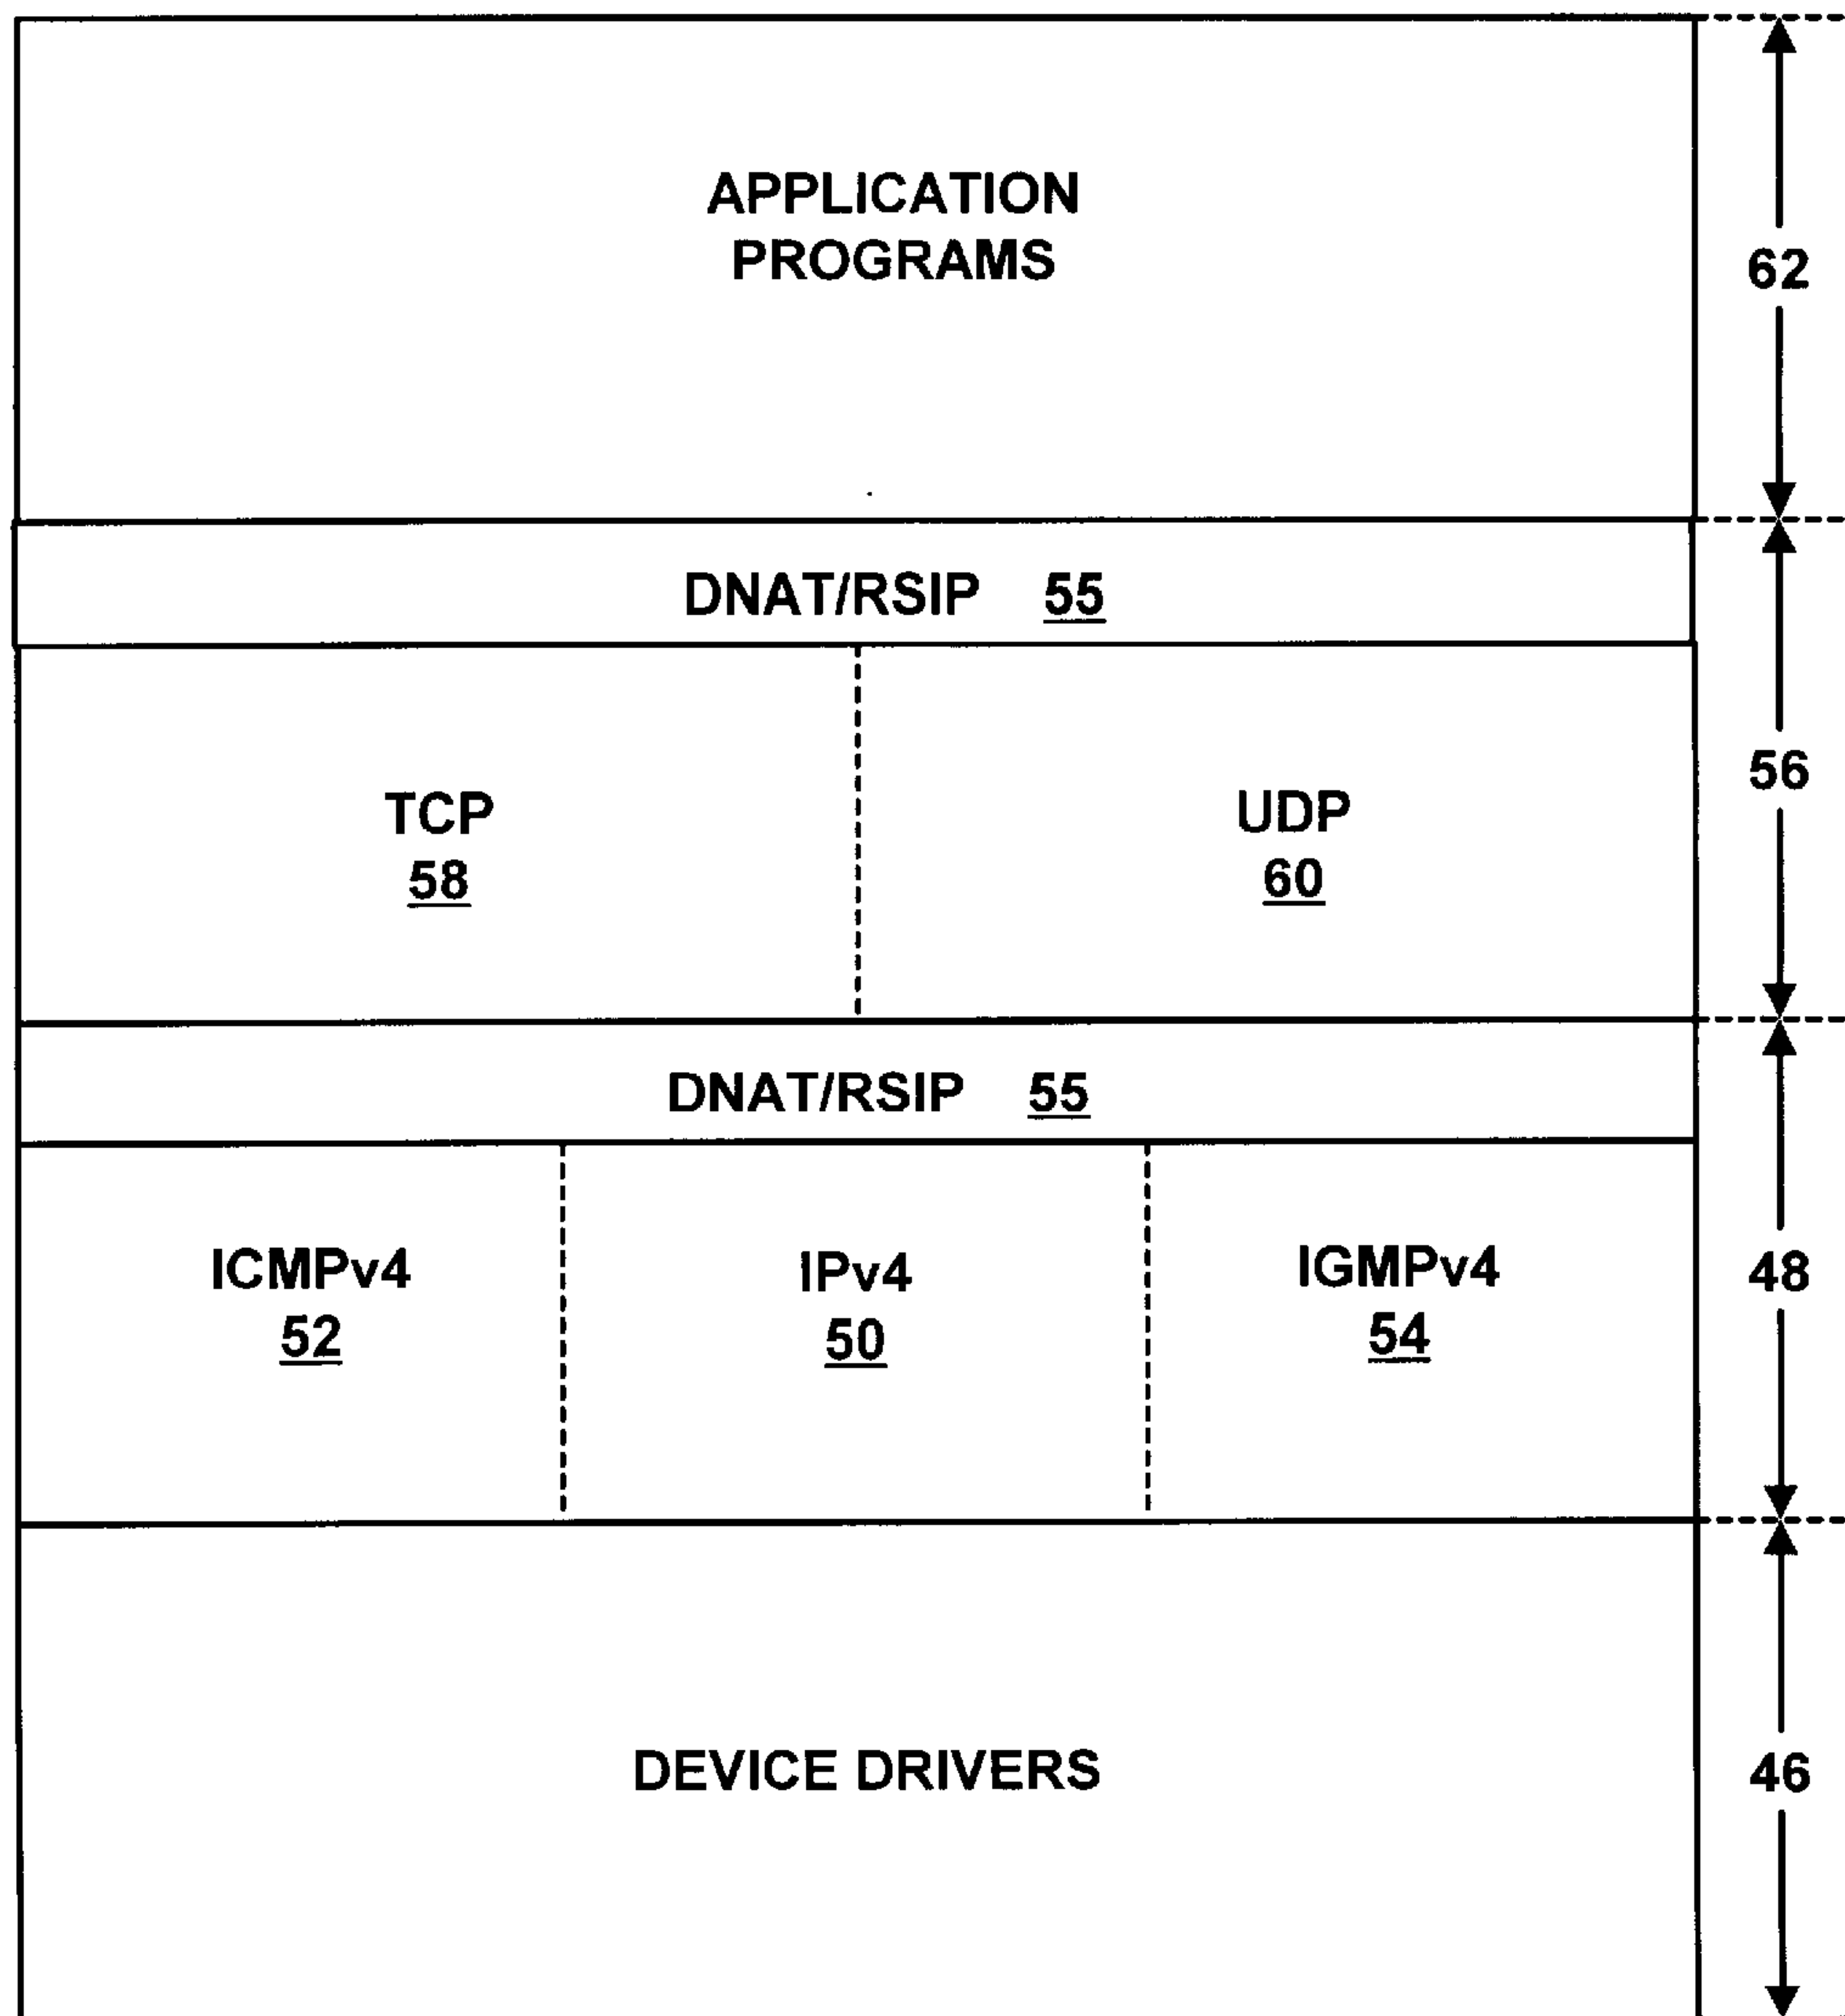 APPLICATION
PROGRAMS
62
DNAT/RSIP 55
56
TCP
58
UDP
60
DNAT/RSIP 55
48
ICMPv4
52
IPv4
50
IGMPv4
54
DEVICE DRIVERS
46